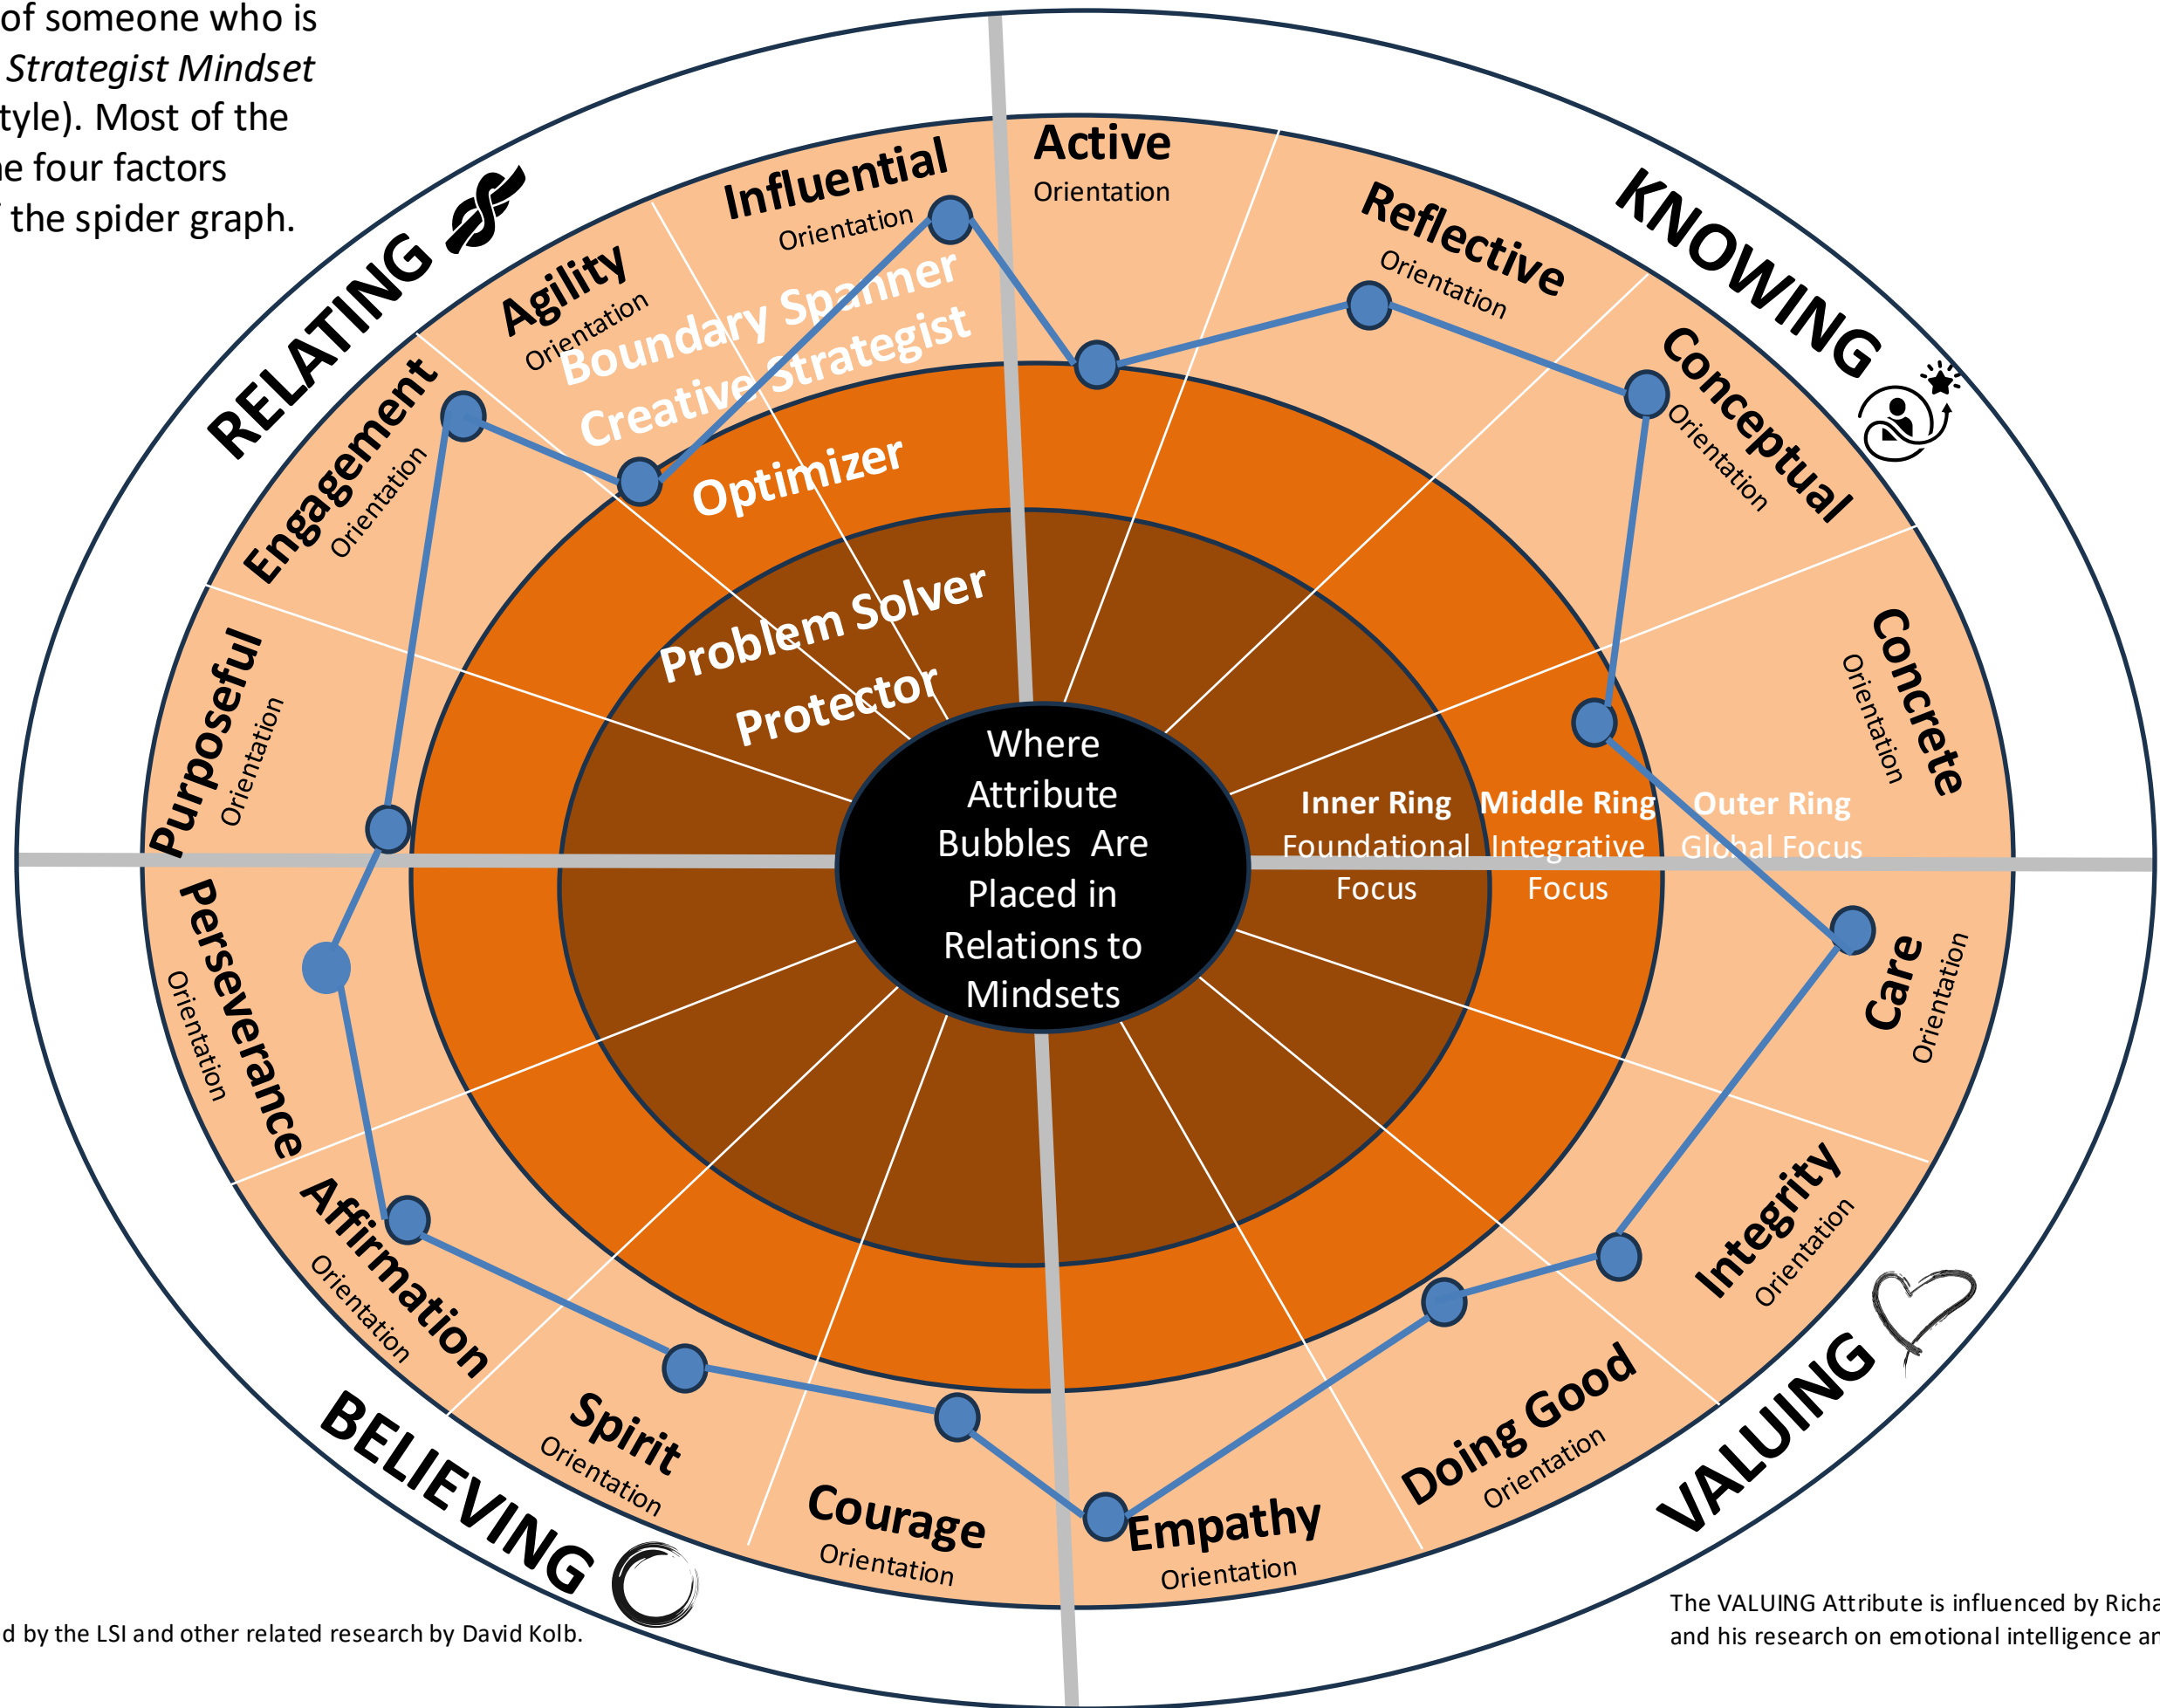 of someone who is
Strategist Mindset
tyle). Most of the
e four factors
the spider graph.
RELATING
KNOWING
VALUING
BELIEVING
Influential
Orientation
Active
Orientation
Reflective
Orientation
Conceptual
Orientation
Concrete
Orientation
Care
Orientation
Integrity
Orientation
Doing Good
Orientation
Empathy
Orientation
Courage
Orientation
Spirit
Orientation
Affirmation
Orientation
Perseverance
Orientation
Purposeful
Orientation
Engagement
Orientation
Agility
Orientation
Boundary Spanner
Creative Strategist
Optimizer
Problem Solver
Protector
Where
Attribute
Bubbles Are
Placed in
Relations to
Mindsets
Inner Ring
Foundational
Focus
Middle Ring
Integrative
Focus
Outer Ring
Global Focus
d by the LSI and other related research by David Kolb.
The VALUING Attribute is influenced by Richa
and his research on emotional intelligence an